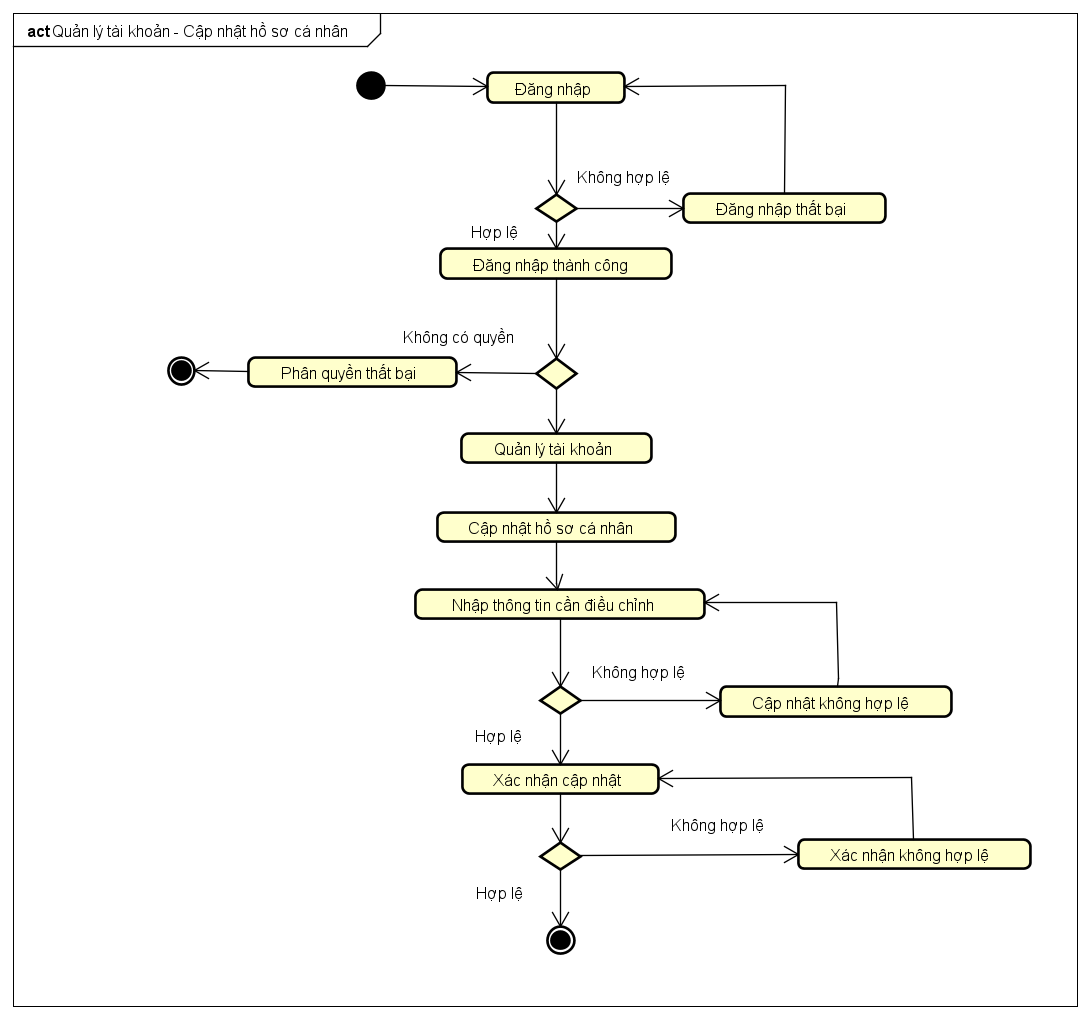 act Quản lý tài khoản - Cập nhật hồ sơ cá nhân
Đăng nhập
Không hợp lệ
Đăng nhập thất bại
Hợp lệ
Đăng nhập thành công
Không có quyền
Phân quyền thất bại
Quản lý tài khoản
Cập nhật hồ sơ cá nhân
Nhập thông tin cần điều chỉnh
Không hợp lệ
Cập nhật không hợp lệ
Hợp lệ
Xác nhận cập nhật
Không hợp lệ
Xác nhận không hợp lệ
Hợp lệ